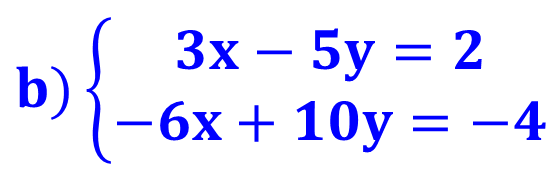 b) { 3x − 5y = 2
−6x + 10y = −4